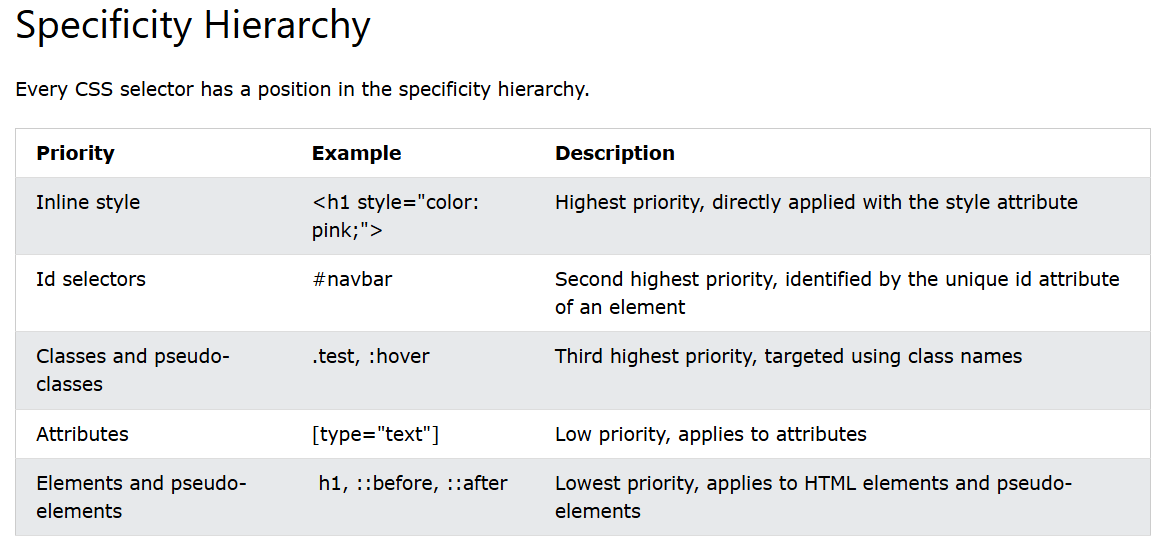 Specificity Hierarchy
Every CSS selector has a position in the specificity hierarchy.
Priority Example Description
Inline style <h1 style="color: Highest priority, directly applied with the style attribute
pink;">
Id selectors #navbar Second highest priority, identified by the unique id attribute
of an element
Classes and pseudo- .test, :hover Third highest priority, targeted using class names
classes
Attributes [type="text"] Low priority, applies to attributes
Elements and pseudo- h1, ::before, ::after Lowest priority, applies to HTML elements and pseudo-
elements elements